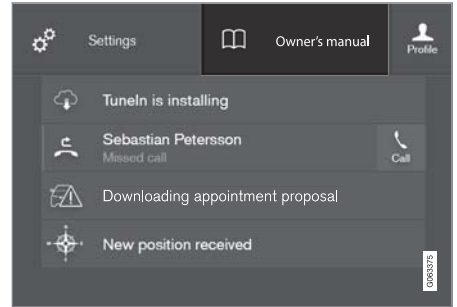 Settings
Owner's manual
Profile
TuneIn is installing
Sebastian Petersson
Missed call
Call
Downloading appointment proposal
New position received
G063375